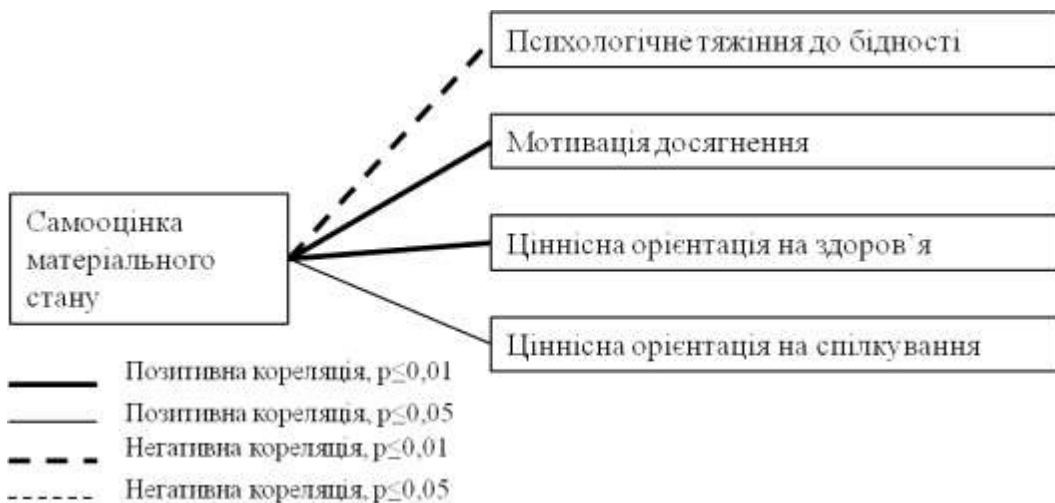 Психологічне тяжіння до бідності
Мотивація досягнення
Самооцінка
матеріального
стану
Ціннісна орієнтація на здоров`я
Ціннісна орієнтація на спілкування
Позитивна кореляція, p≤0,01
Позитивна кореляція, p≤0,05
Негативна кореляція, p≤0,01
Негативна кореляція, p≤0,05